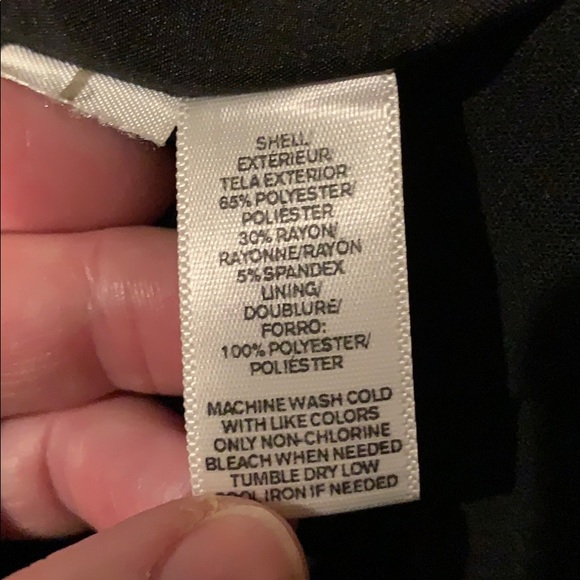 SHELL/
EXTÉRIEUR/
TELA EXTERIOR:
65% POLYESTER/
POLIÉSTER
30% RAYON/
RAYONNE/RAYON
5% SPANDEX
LINING/
DOUBLURE/
FORRO:
100% POLYESTER/
POLIÉSTER
MACHINE WASH COLD
WITH LIKE COLORS
ONLY NON-CHLORINE
BLEACH WHEN NEEDED
TUMBLE DRY LOW
COOL IRON IF NEEDED